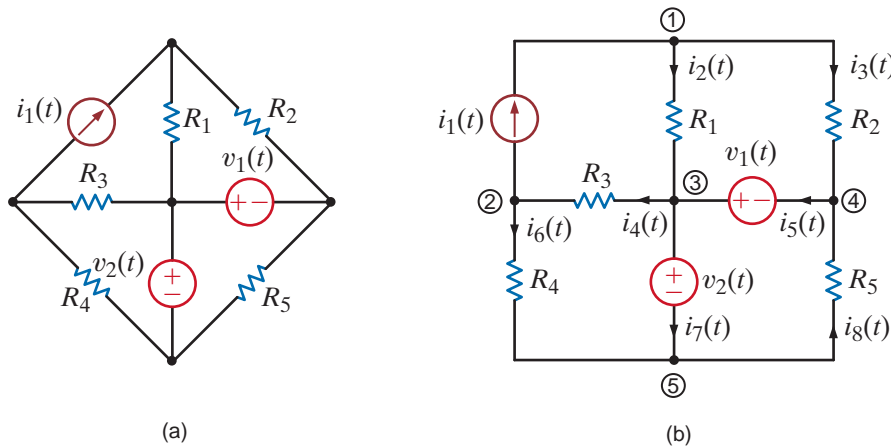 i₁(t)
R₁
R₂
v₁(t)
+ −
R₃
v₂(t)
+
−
R₄
R₅
(a)
①
i₂(t)
i₃(t)
i₁(t)
R₁
R₂
v₁(t)
R₃
③
+ −
②
④
i₄(t)
i₅(t)
i₆(t)
R₄
+
−
v₂(t)
R₅
i₇(t)
i₈(t)
⑤
(b)